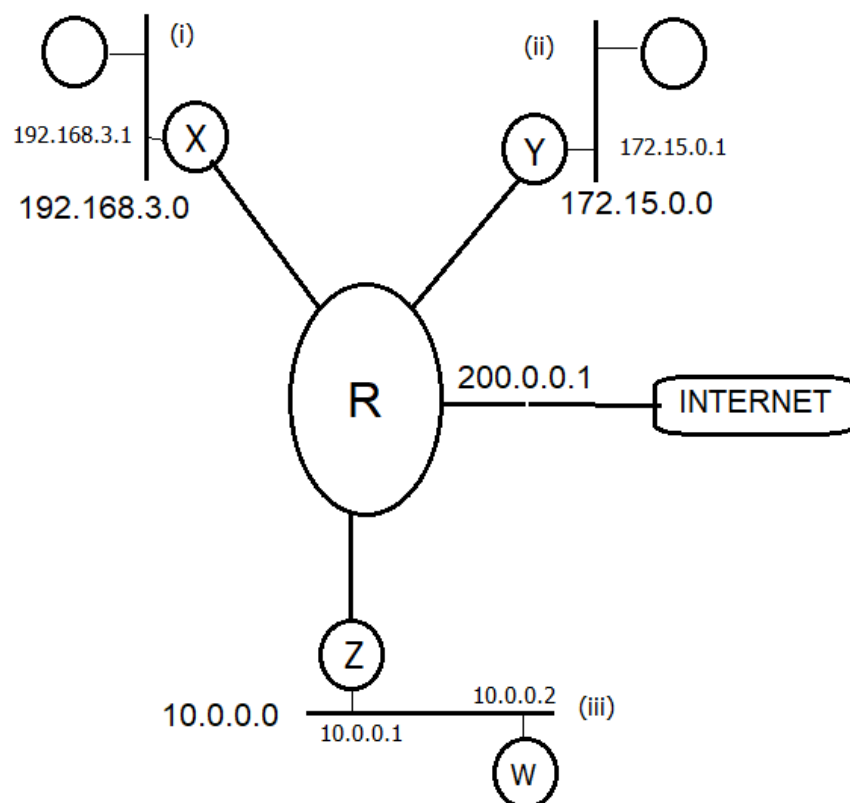 (i)
(ii)
192.168.3.1
X
Y
172.15.0.1
192.168.3.0
172.15.0.0
R
200.0.0.1
INTERNET
Z
10.0.0.0
10.0.0.1
10.0.0.2
(iii)
W